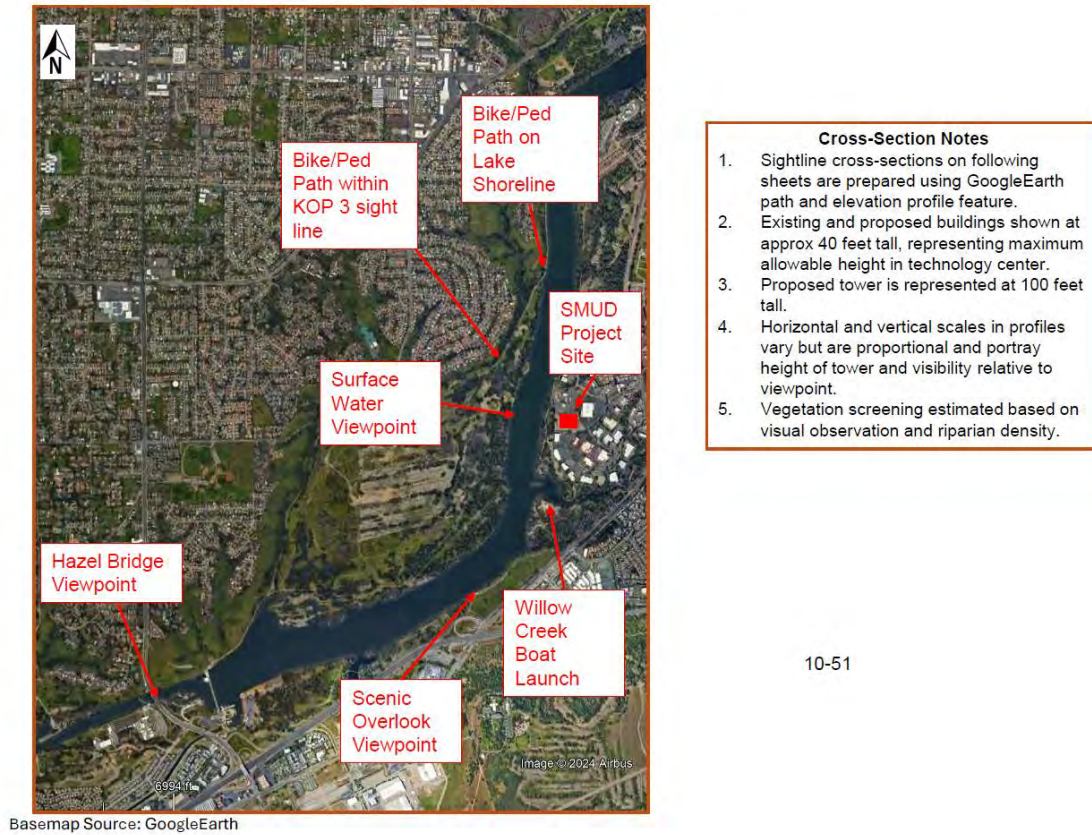 N
Bike/Ped
Path on
Lake
Shoreline
Bike/Ped
Path within
KOP 3 sight
line
SMUD
Project
Site
Surface
Water
Viewpoint
Hazel Bridge
Viewpoint
Willow
Creek
Boat
Launch
Scenic
Overlook
Viewpoint
Image © 2024 Airbus
6994 ft
Basemap Source: GoogleEarth
Cross-Section Notes
1. Sightline cross-sections on following
sheets are prepared using GoogleEarth
path and elevation profile feature.
2. Existing and proposed buildings shown at
approx 40 feet tall, representing maximum
allowable height in technology center.
3. Proposed tower is represented at 100 feet
tall.
4. Horizontal and vertical scales in profiles
vary but are proportional and portray
height of tower and visibility relative to
viewpoint.
5. Vegetation screening estimated based on
visual observation and riparian density.
10-51